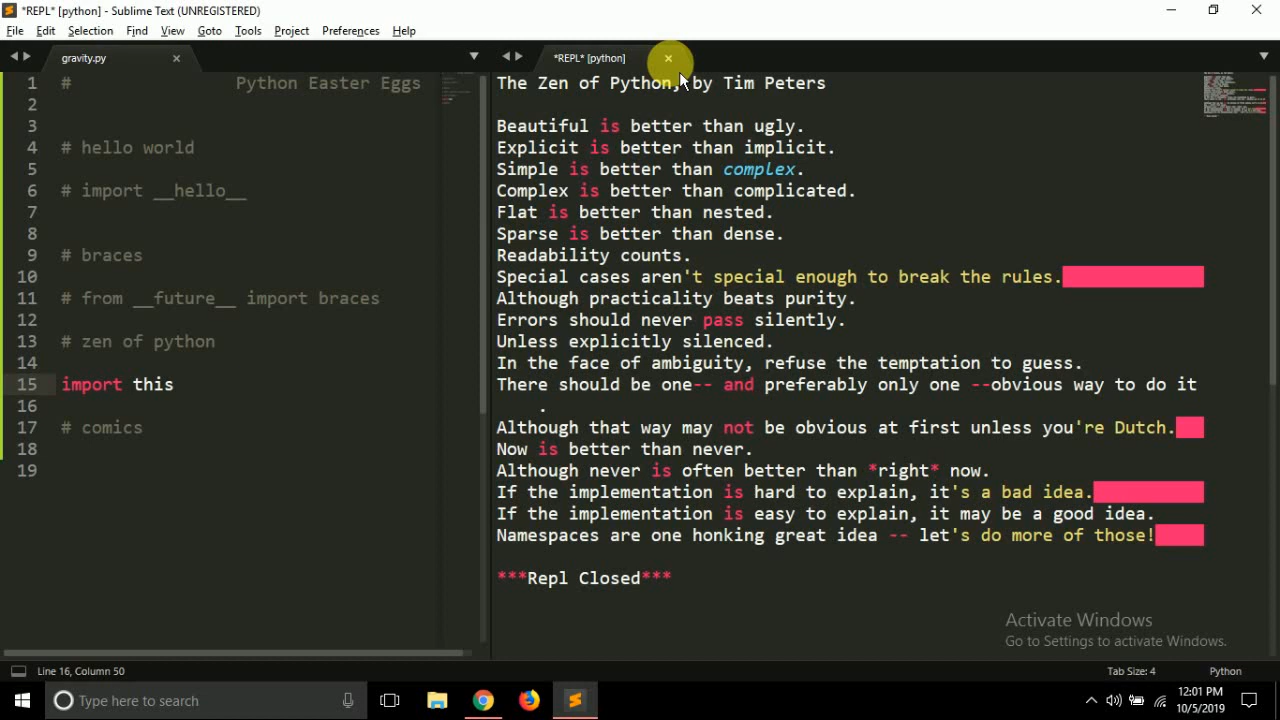 *REPL* [python] - Sublime Text (UNREGISTERED)
File Edit Selection Find View Goto Tools Project Preferences Help
gravity.py
1 # Python Easter Eggs
2
3
4 # hello world
5
6 # import __hello__
7
8
9 # braces
10
11 # from __future__ import braces
12
13 # zen of python
14
15 import this
16
17 # comics
18
19
*REPL* [python]
The Zen of Python, by Tim Peters
Beautiful is better than ugly.
Explicit is better than implicit.
Simple is better than complex.
Complex is better than complicated.
Flat is better than nested.
Sparse is better than dense.
Readability counts.
Special cases aren't special enough to break the rules.
Although practicality beats purity.
Errors should never pass silently.
Unless explicitly silenced.
In the face of ambiguity, refuse the temptation to guess.
There should be one-- and preferably only one --obvious way to do it
.
Although that way may not be obvious at first unless you're Dutch.
Now is better than never.
Although never is often better than *right* now.
If the implementation is hard to explain, it's a bad idea.
If the implementation is easy to explain, it may be a good idea.
Namespaces are one honking great idea -- let's do more of those!
***Repl Closed***
Activate Windows
Go to Settings to activate Windows.
Line 16, Column 50
Tab Size: 4
Python
Type here to search
12:01 PM
10/5/2019